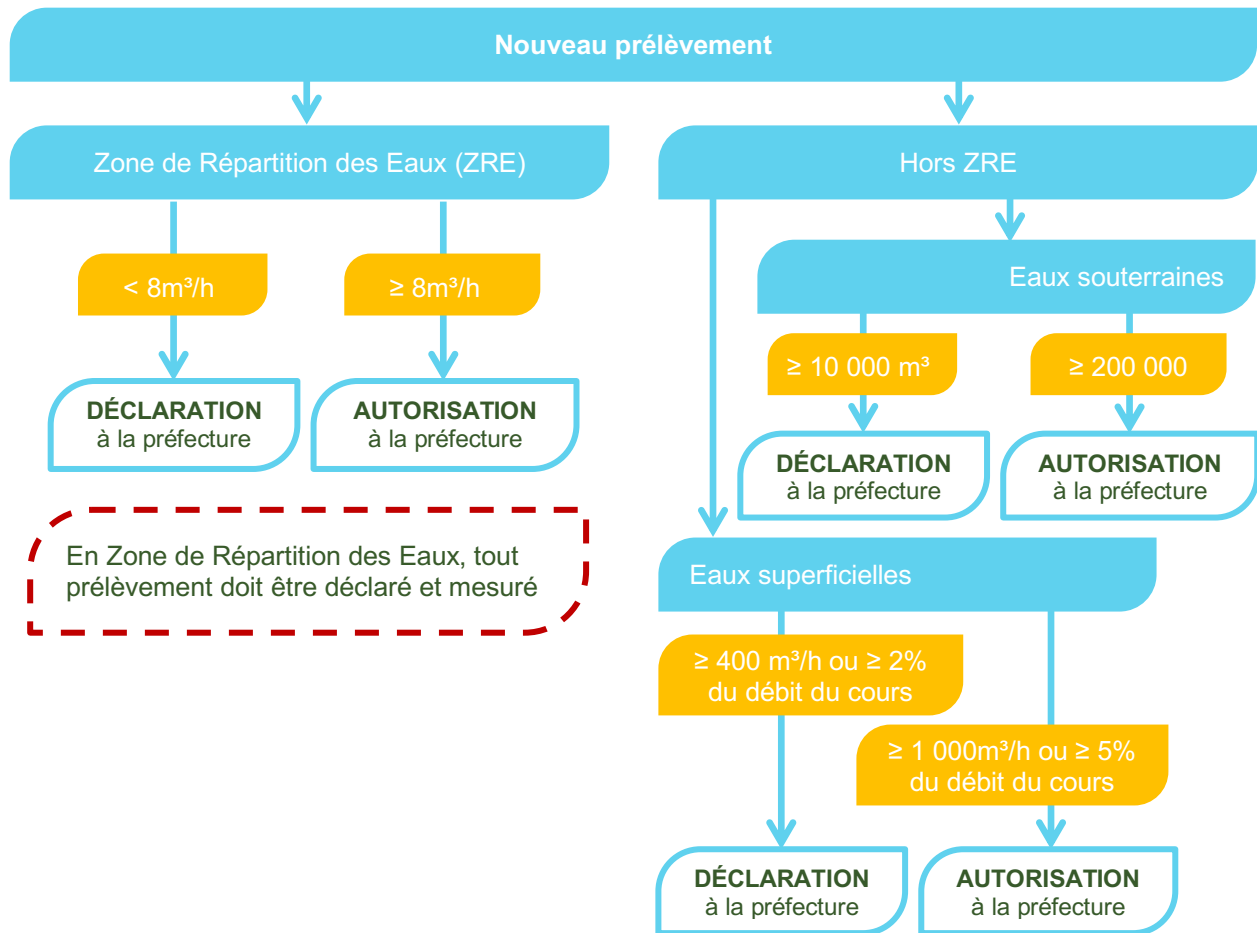 Nouveau prélèvement
Zone de Répartition des Eaux (ZRE)
< 8m³/h
≥ 8m³/h
DÉCLARATION
à la préfecture
AUTORISATION
à la préfecture
En Zone de Répartition des Eaux, tout
prélèvement doit être déclaré et mesuré
Hors ZRE
Eaux souterraines
≥ 10 000 m³
≥ 200 000
DÉCLARATION
à la préfecture
AUTORISATION
à la préfecture
Eaux superficielles
≥ 400 m³/h ou ≥ 2%
du débit du cours
≥ 1 000m³/h ou ≥ 5%
du débit du cours
DÉCLARATION
à la préfecture
AUTORISATION
à la préfecture